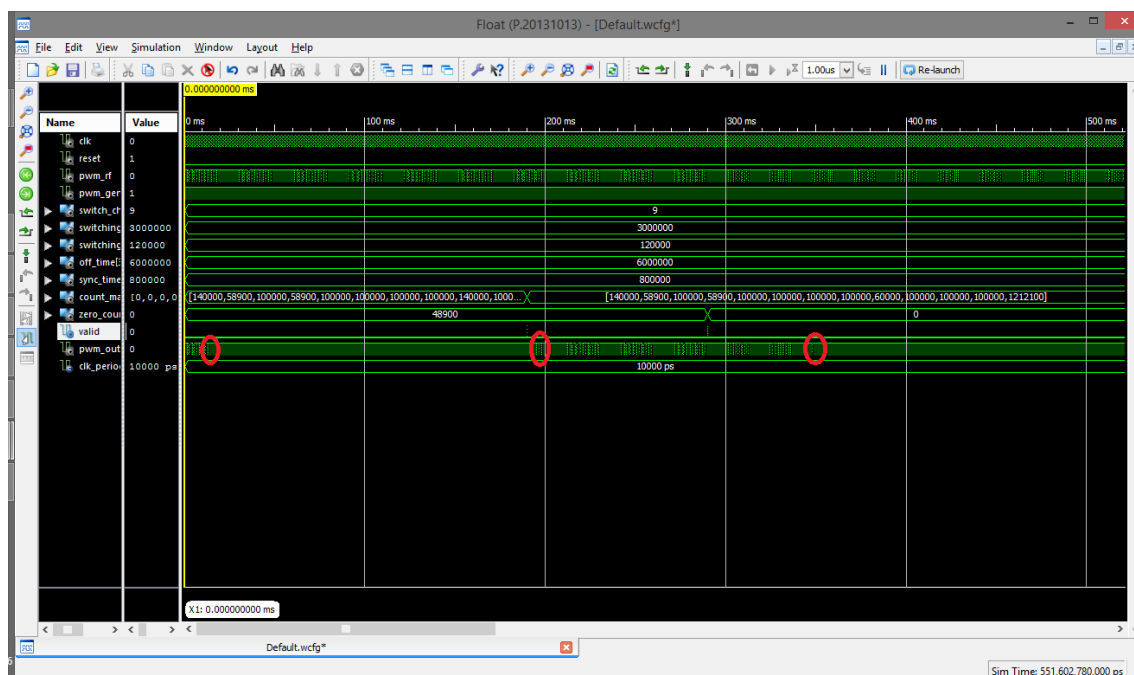 Float (P.20131013) - [Default.wcfg*]
File Edit View Simulation Window Layout Help
1.00us Re-launch
0.000000000 ms
Name Value
0 ms 100 ms 200 ms 300 ms 400 ms 500 ms
clk 0
reset 1
pwm_rf 0
pwm_ger 1
switch_ch 9 9
switching 3000000 3000000
switching 120000 120000
off_time[: 6000000 6000000
sync_time 800000 800000
count_ma [0,0,0,0 [140000,58900,100000,58900,100000,100000,100000,100000,140000,1000... [140000,58900,100000,58900,100000,100000,100000,100000,60000,100000,100000,100000,1212100]
zero_cou 0 48900 0
valid 0
pwm_out 0
clk_perio 10000 ps 10000 ps
X1: 0.000000000 ms
Default.wcfg*
Sim Time: 551,602,780,000 ps